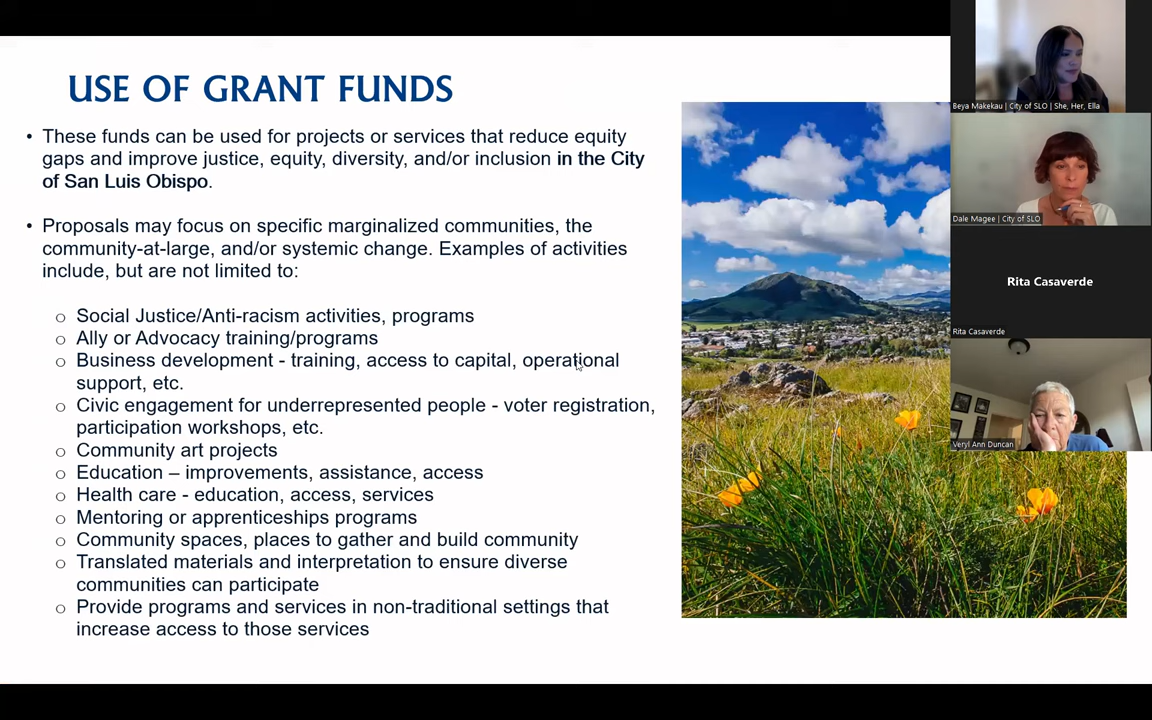 USE OF GRANT FUNDS
• These funds can be used for projects or services that reduce equity
gaps and improve justice, equity, diversity, and/or inclusion in the City
of San Luis Obispo.
• Proposals may focus on specific marginalized communities, the
community-at-large, and/or systemic change. Examples of activities
include, but are not limited to:
o Social Justice/Anti-racism activities, programs
o Ally or Advocacy training/programs
o Business development - training, access to capital, operational
support, etc.
o Civic engagement for underrepresented people - voter registration,
participation workshops, etc.
o Community art projects
o Education – improvements, assistance, access
o Health care - education, access, services
o Mentoring or apprenticeships programs
o Community spaces, places to gather and build community
o Translated materials and interpretation to ensure diverse
communities can participate
o Provide programs and services in non-traditional settings that
increase access to those services
Beya Makekau | City of SLO | She, Her, Ella
Dale Magee | City of SLO
Rita Casaverde
Rita Casaverde
Veryl Ann Duncan